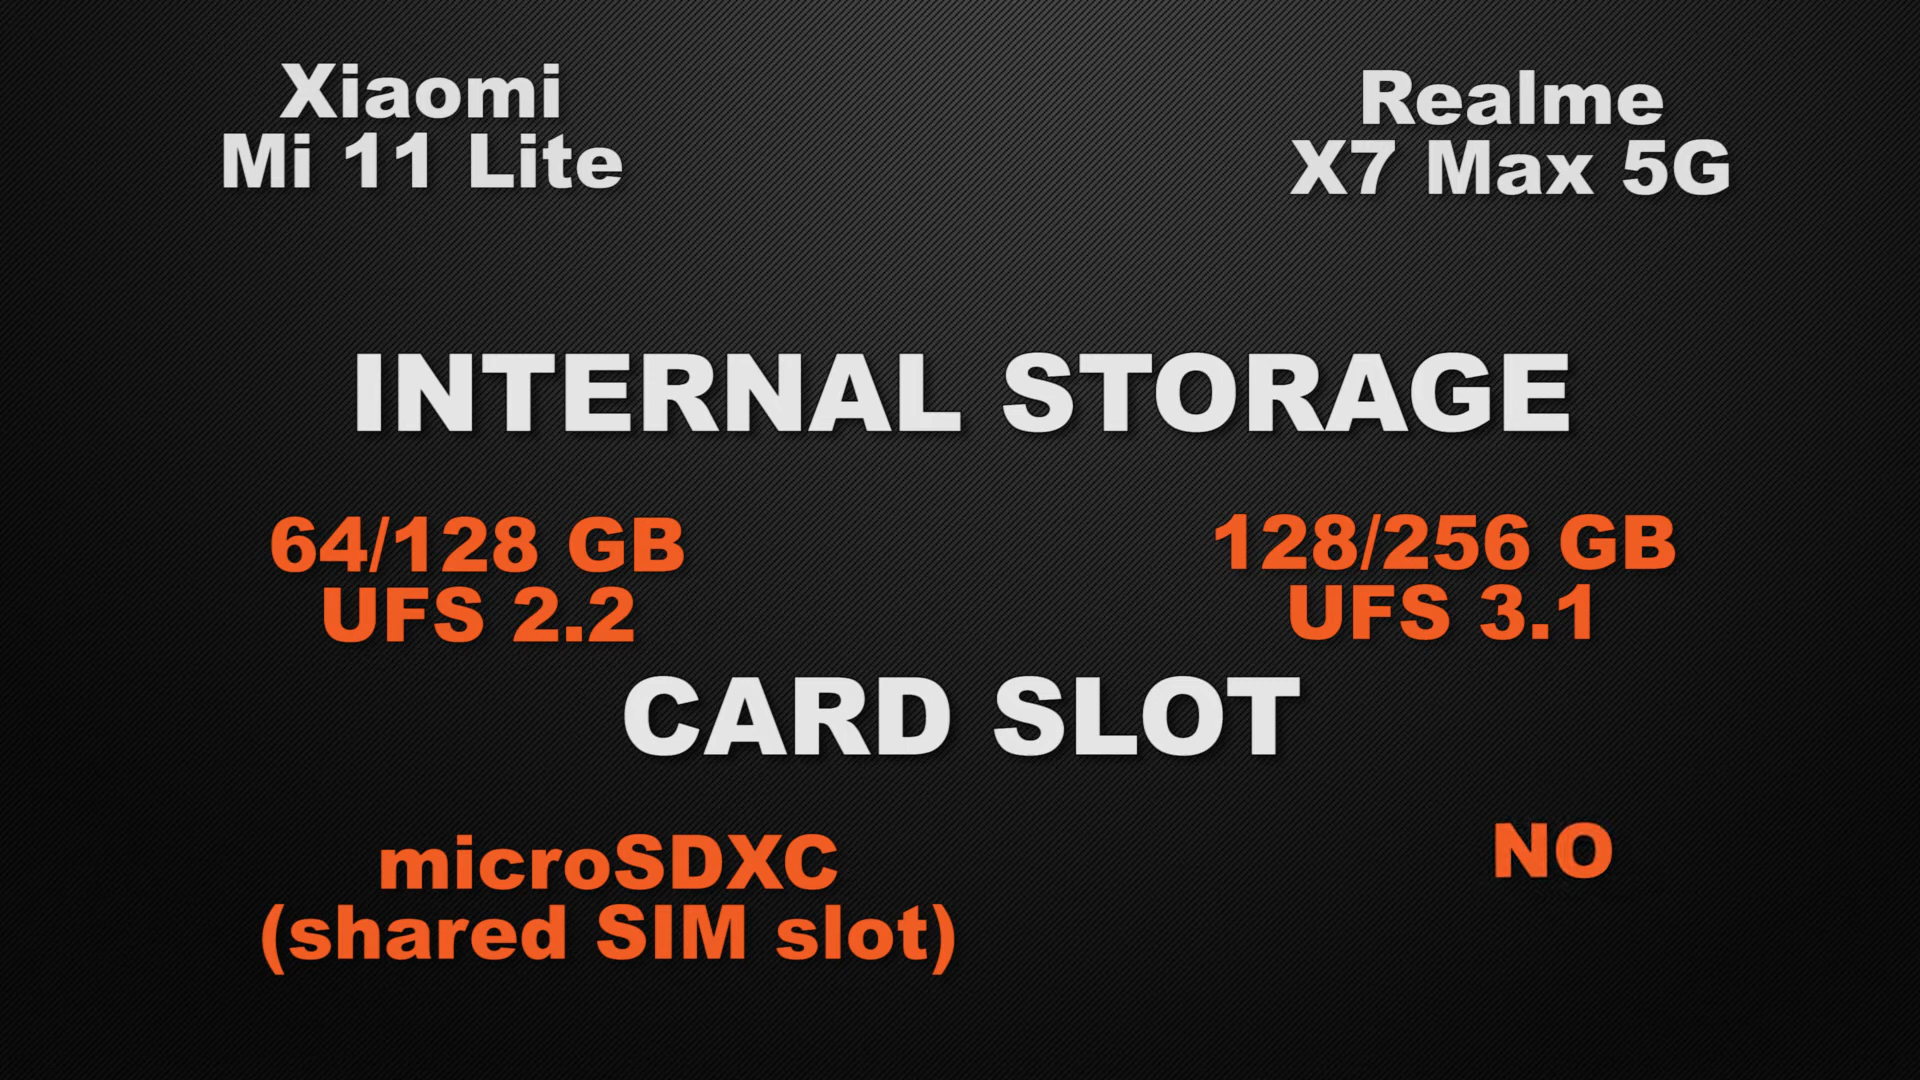 Xiaomi
Mi 11 Lite
Realme
X7 Max 5G
INTERNAL STORAGE
64/128 GB
UFS 2.2
128/256 GB
UFS 3.1
CARD SLOT
microSDXC
(shared SIM slot)
NO